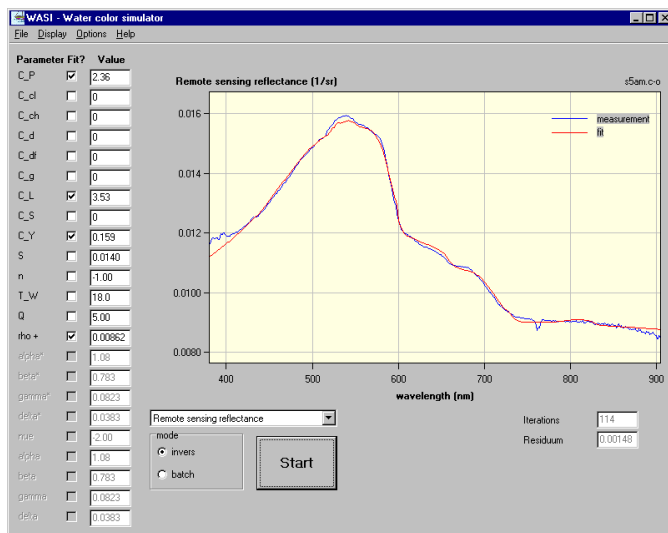 WASI - Water color simulator
File Display Options Help
Parameter Fit? Value
C_P 2.36
C_cl 0
C_ch 0
C_d 0
C_df 0
C_g 0
C_L 3.53
C_S 0
C_Y 0.159
S 0.0140
n -1.00
T_W 18.0
Q 5.00
rho + 0.00862
alpha* 1.08
beta* 0.783
gamma* 0.0823
delta* 0.0383
nue -2.00
alpha 1.08
beta 0.783
gamma 0.0823
delta 0.0383
Remote sensing reflectance (1/sr) s5am.c-o
0.016
0.014
0.012
0.0100
0.0080
measurement
fit
400 500 600 700 800 900
wavelength (nm)
Remote sensing reflectance
mode
invers
batch
Start
Iterations 114
Residuum 0.00148